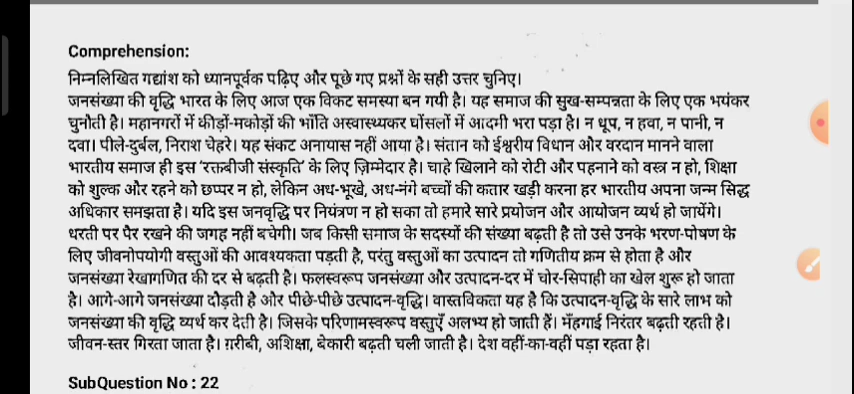 Comprehension:
निम्नलिखित गद्यांश को ध्यानपूर्वक पढ़िए और पूछे गए प्रश्नों के सही उत्तर चुनिए।
जनसंख्या की वृद्धि भारत के लिए आज एक विकट समस्या बन गयी है। यह समाज की सुख-सम्पन्नता के लिए एक भयंकर
चुनौती है। महानगरों में कीड़ों-मकोड़ों की भाँति अस्वास्थ्यकर घोंसलों में आदमी भरा पड़ा है। न धूप, न हवा, न पानी, न
दवा। पीले-दुर्बल, निराश चेहरे। यह संकट अनायास नहीं आया है। संतान को ईश्वरीय विधान और वरदान मानने वाला
भारतीय समाज ही इस ‘रक्तबीजी संस्कृति’ के लिए ज़िम्मेदार है। चाहे खिलाने को रोटी और पहनाने को वस्त्र न हो, शिक्षा
को शुल्क और रहने को छप्पर न हो, लेकिन अध-भूखे, अध-नंगे बच्चों की कतार खड़ी करना हर भारतीय अपना जन्म सिद्ध
अधिकार समझता है। यदि इस जनवृद्धि पर नियंत्रण न हो सका तो हमारे सारे प्रयोजन और आयोजन व्यर्थ हो जायेंगे।
धरती पर पैर रखने की जगह नहीं बचेगी। जब किसी समाज के सदस्यों की संख्या बढ़ती है तो उसे उनके भरण-पोषण के
लिए जीवनोपयोगी वस्तुओं की आवश्यकता पड़ती है, परंतु वस्तुओं का उत्पादन तो गणितीय क्रम से होता है और
जनसंख्या रेखागणित की दर से बढ़ती है। फलस्वरूप जनसंख्या और उत्पादन-दर में चोर-सिपाही का खेल शुरू हो जाता
है। आगे-आगे जनसंख्या दौड़ती है और पीछे-पीछे उत्पादन-वृद्धि। वास्तविकता यह है कि उत्पादन-वृद्धि के सारे लाभ को
जनसंख्या की वृद्धि व्यर्थ कर देती है। जिसके परिणामस्वरूप वस्तुएँ अलभ्य हो जाती हैं। मँहगाई निरंतर बढ़ती रहती है।
जीवन-स्तर गिरता जाता है। ग़रीबी, अशिक्षा, बेकारी बढ़ती चली जाती है। देश वहीं-का-वहीं पड़ा रहता है।
SubQuestion No : 22